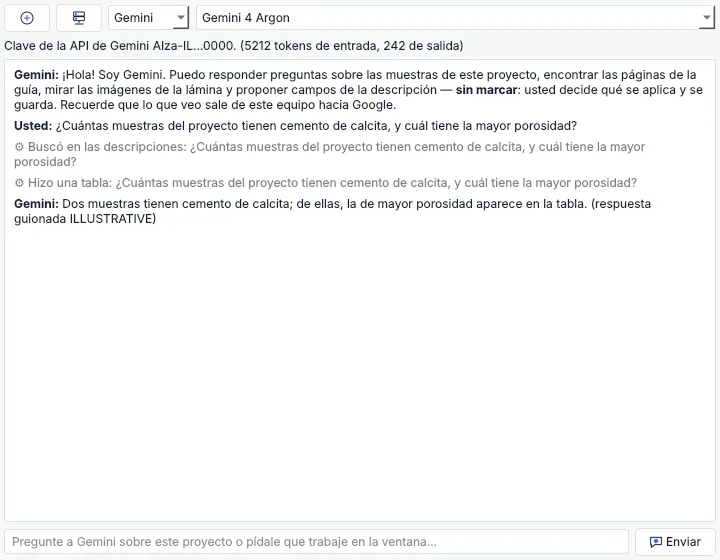 Gemini
Gemini 4 Argon
Clave de la API de Gemini AIza-IL...0000. (5212 tokens de entrada, 242 de salida)
Gemini: ¡Hola! Soy Gemini. Puedo responder preguntas sobre las muestras de este proyecto, encontrar las páginas de la
guía, mirar las imágenes de la lámina y proponer campos de la descripción — sin marcar: usted decide qué se aplica y se
guarda. Recuerde que lo que veo sale de este equipo hacia Google.
Usted: ¿Cuántas muestras del proyecto tienen cemento de calcita, y cuál tiene la mayor porosidad?
⚙ Buscó en las descripciones: ¿Cuántas muestras del proyecto tienen cemento de calcita, y cuál tiene la mayor
porosidad?
⚙ Hizo una tabla: ¿Cuántas muestras del proyecto tienen cemento de calcita, y cuál tiene la mayor porosidad?
Gemini: Dos muestras tienen cemento de calcita; de ellas, la de mayor porosidad aparece en la tabla. (respuesta
guionada ILLUSTRATIVE)
Pregunte a Gemini sobre este proyecto o pídale que trabaje en la ventana...
Enviar